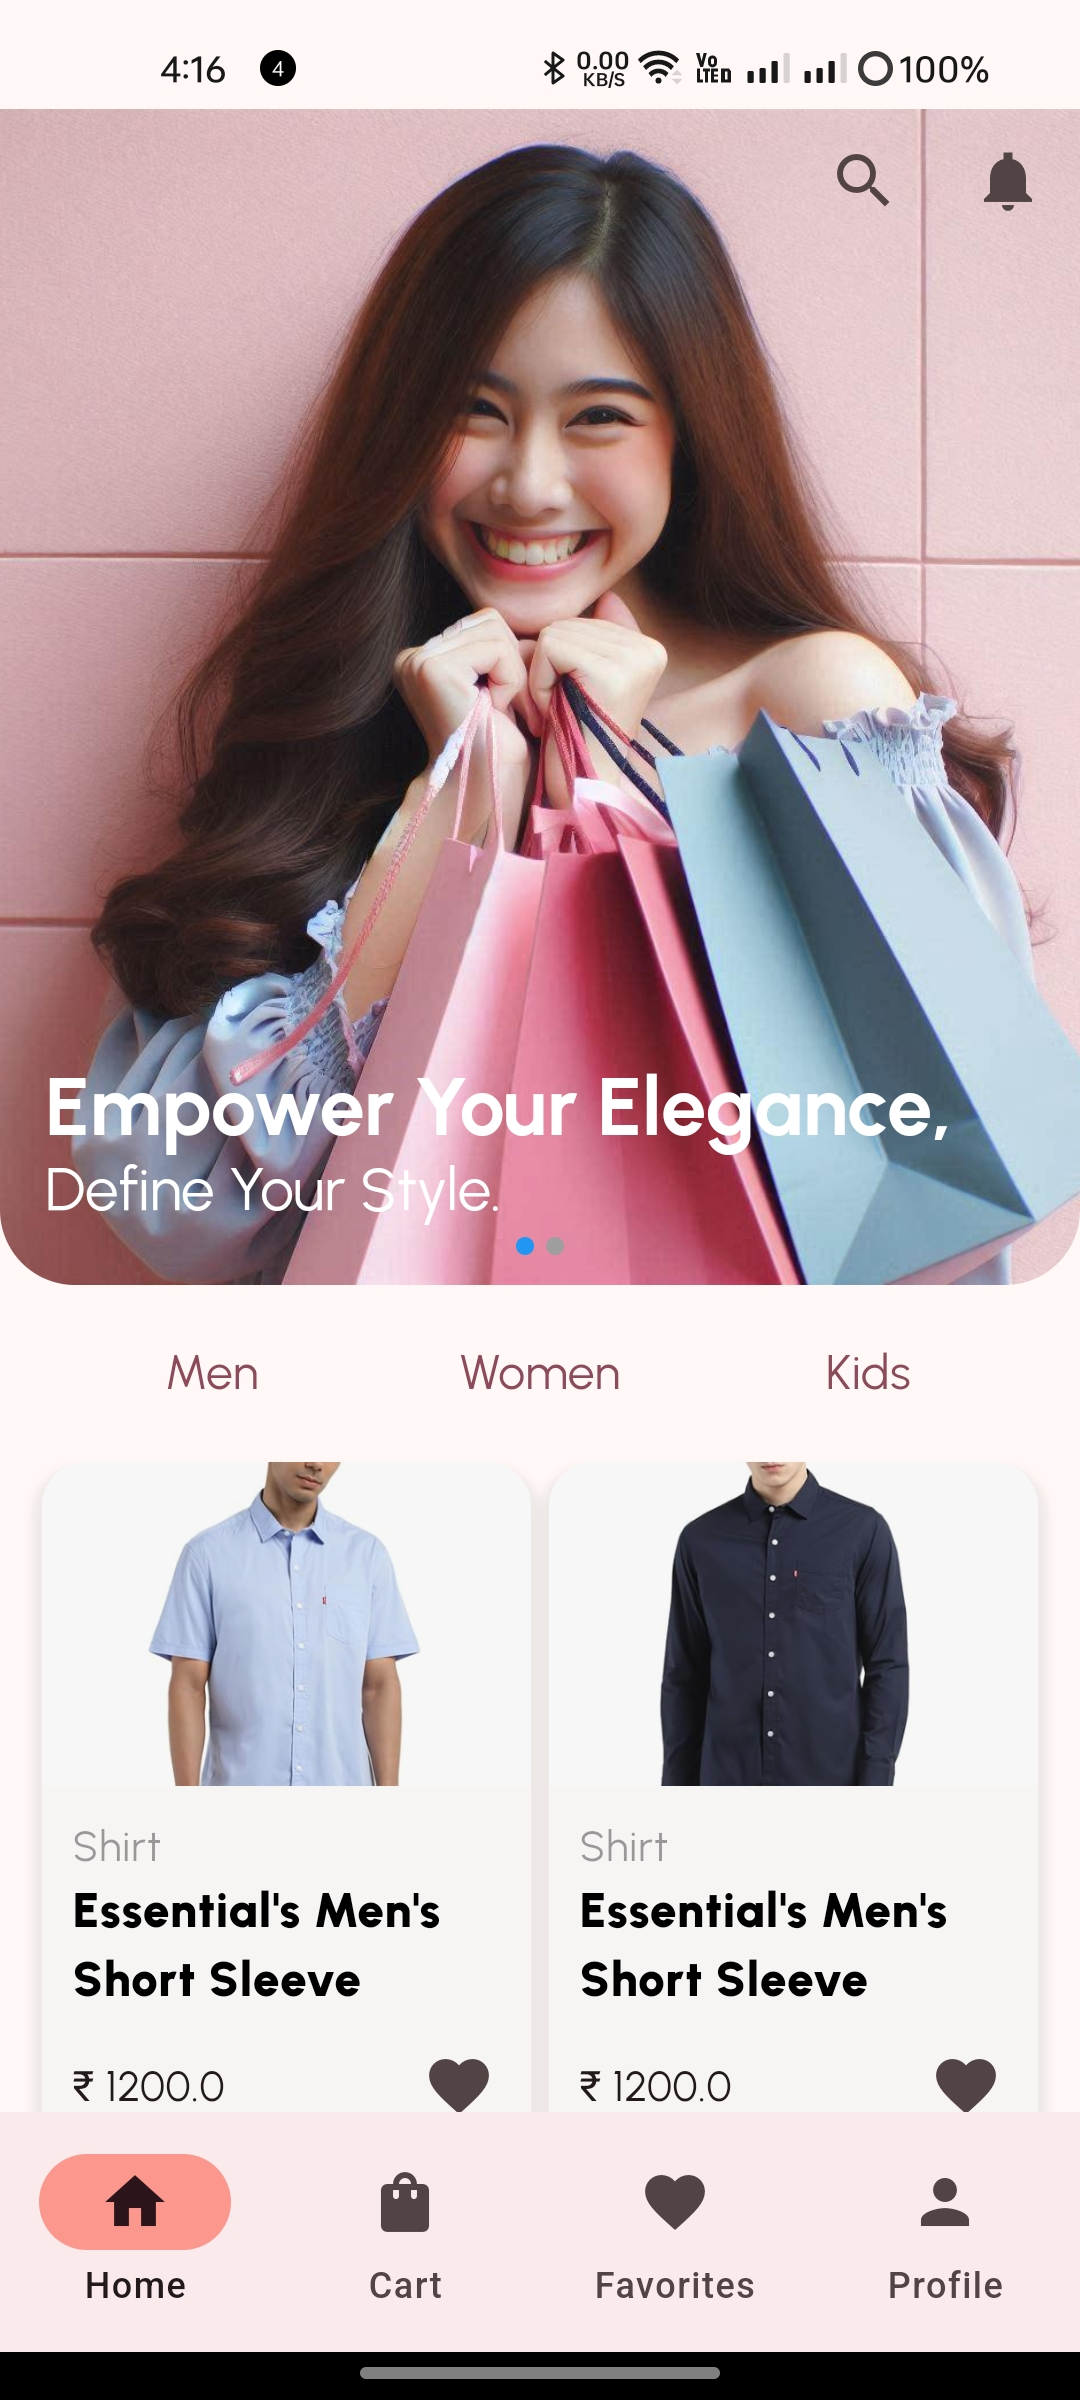 4:16 4 0.00 KB/S Vo LTE D 100%
Empower Your Elegance,
Define Your Style.
Men Women Kids
Shirt Shirt
Essential's Men's Essential's Men's
Short Sleeve Short Sleeve
₹ 1200.0 ₹ 1200.0
Home Cart Favorites Profile